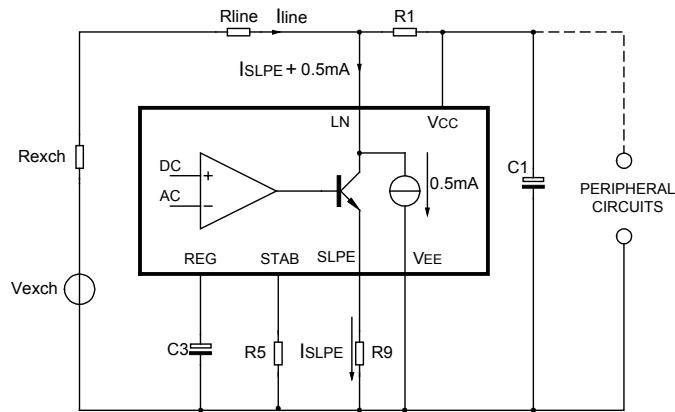 Rline Iline R1
ISLPE + 0.5mA
LN VCC
Rexch
DC
AC
0.5mA
C1
PERIPHERAL
CIRCUITS
REG STAB SLPE VEE
Vexch
C3 R5 ISLPE R9